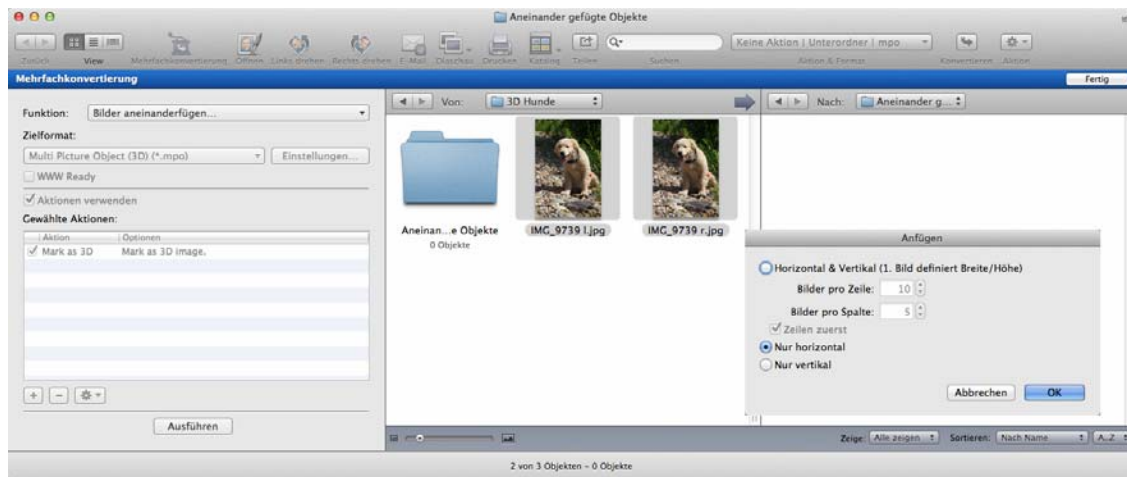 Aneinander gefügte Objekte
Keine Aktion | Unterordner | mpo
Zurück View Mehrfachkonvertierung Öffnen Links drehen Rechts drehen E-Mail Diaschau Drucken Katalog Teilen Suchen Aktion & Format Konvertieren Aktion
Mehrfachkonvertierung Fertig
Funktion: Bilder aneinanderfügen...
Zielformat:
Multi Picture Object (3D) (*.mpo) Einstellungen...
WWW Ready
Aktionen verwenden
Gewählte Aktionen:
Aktion Optionen
Mark as 3D Mark as 3D image.
Ausführen
Von: 3D Hunde
Nach: Aneinander g...
Aneinan...e Objekte IMG_9739 l.jpg IMG_9739 r.jpg
0 Objekte
Anfügen
Horizontal & Vertikal (1. Bild definiert Breite/Höhe)
Bilder pro Zeile: 10
Bilder pro Spalte: 5
Zeilen zuerst
Nur horizontal
Nur vertikal
Abbrechen OK
Zeige: Alle zeigen Sortieren: Nach Name A..Z
2 von 3 Objekten – 0 Objekte